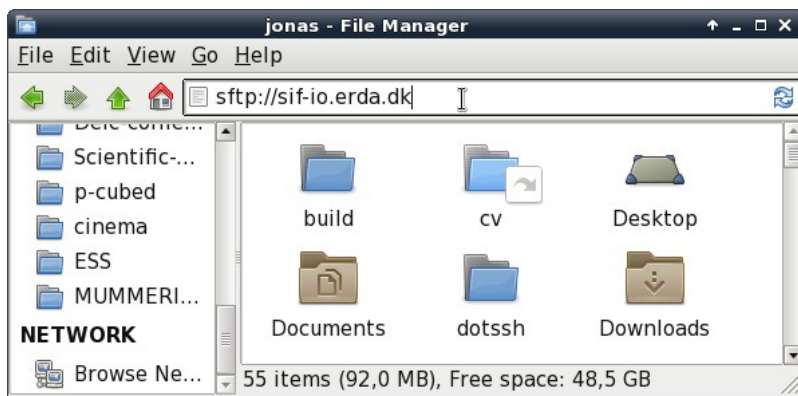 jonas - File Manager
File Edit View Go Help
sftp://sif-io.erda.dk
Scientific-...
p-cubed
cinema
ESS
MUMMERI...
NETWORK
Browse Ne...
build
cv
Desktop
Documents
dotssh
Downloads
55 items (92,0 MB), Free space: 48,5 GB